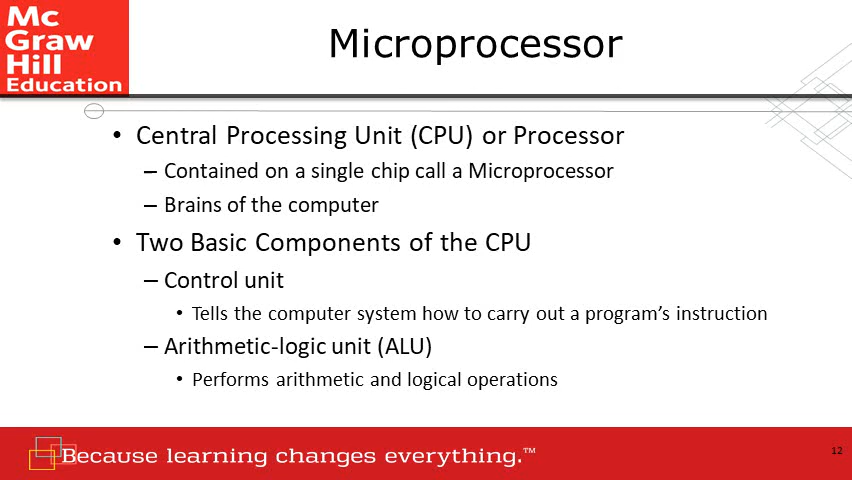 Mc
Graw
Hill
Education
Microprocessor
• Central Processing Unit (CPU) or Processor
– Contained on a single chip call a Microprocessor
– Brains of the computer
• Two Basic Components of the CPU
– Control unit
• Tells the computer system how to carry out a program’s instruction
– Arithmetic-logic unit (ALU)
• Performs arithmetic and logical operations
Because learning changes everything.™
12